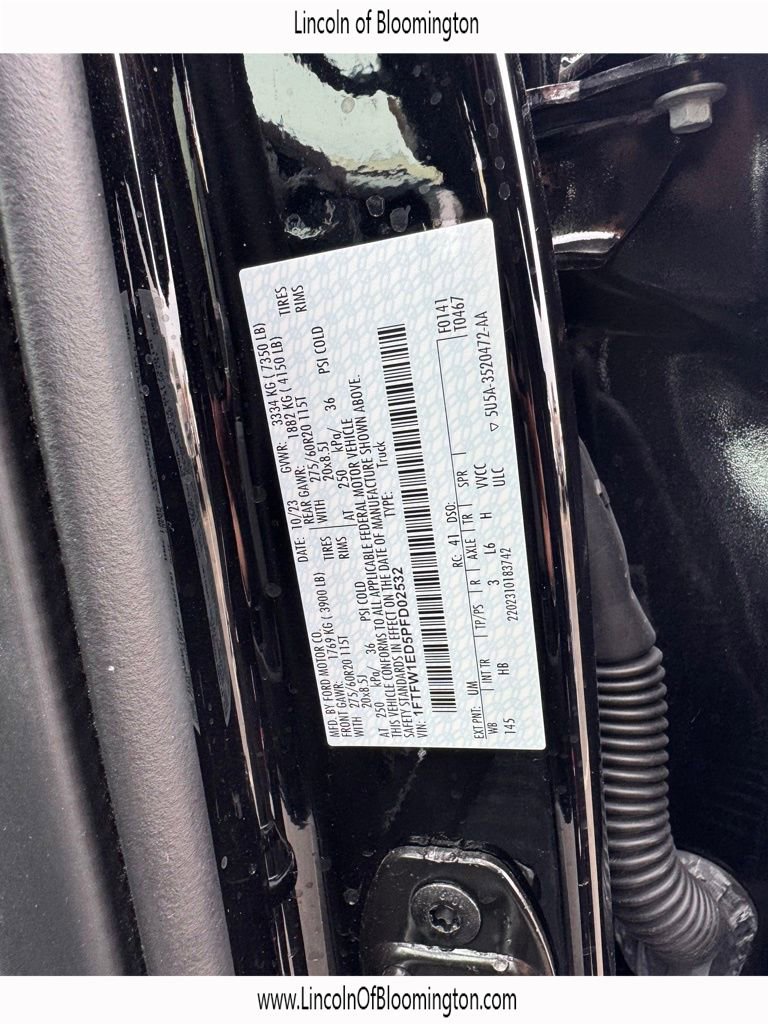 Lincoln of Bloomington
MFD. BY FORD MOTOR CO. DATE: 10/23 GVWR: 3334 KG ( 7350 LB)
FRONT GAWR: 1769 KG ( 3900 LB) REAR GAWR: 1882 KG ( 4150 LB)
WITH 275/60R20 115T TIRES WITH 275/60R20 115T TIRES
20x8.5J RIMS 20x8.5J RIMS
AT 250 kPa/ 36 PSI COLD AT 250 kPa/ 36 PSI COLD
THIS VEHICLE CONFORMS TO ALL APPLICABLE FEDERAL MOTOR VEHICLE
SAFETY STANDARDS IN EFFECT ON THE DATE OF MANUFACTURE SHOWN ABOVE.
VIN: 1FTFW1ED5PFD02532 TYPE: Truck
F0141
EXT PNT: UM RC: 41 DSO: T0467
WB INT TR TP/PS R AXLE TR SPR
145 HB 3 L6 H VVCC
2202310183742 ULC ▽ 5U5A-3520472-AA
www.LincolnOfBloomington.com